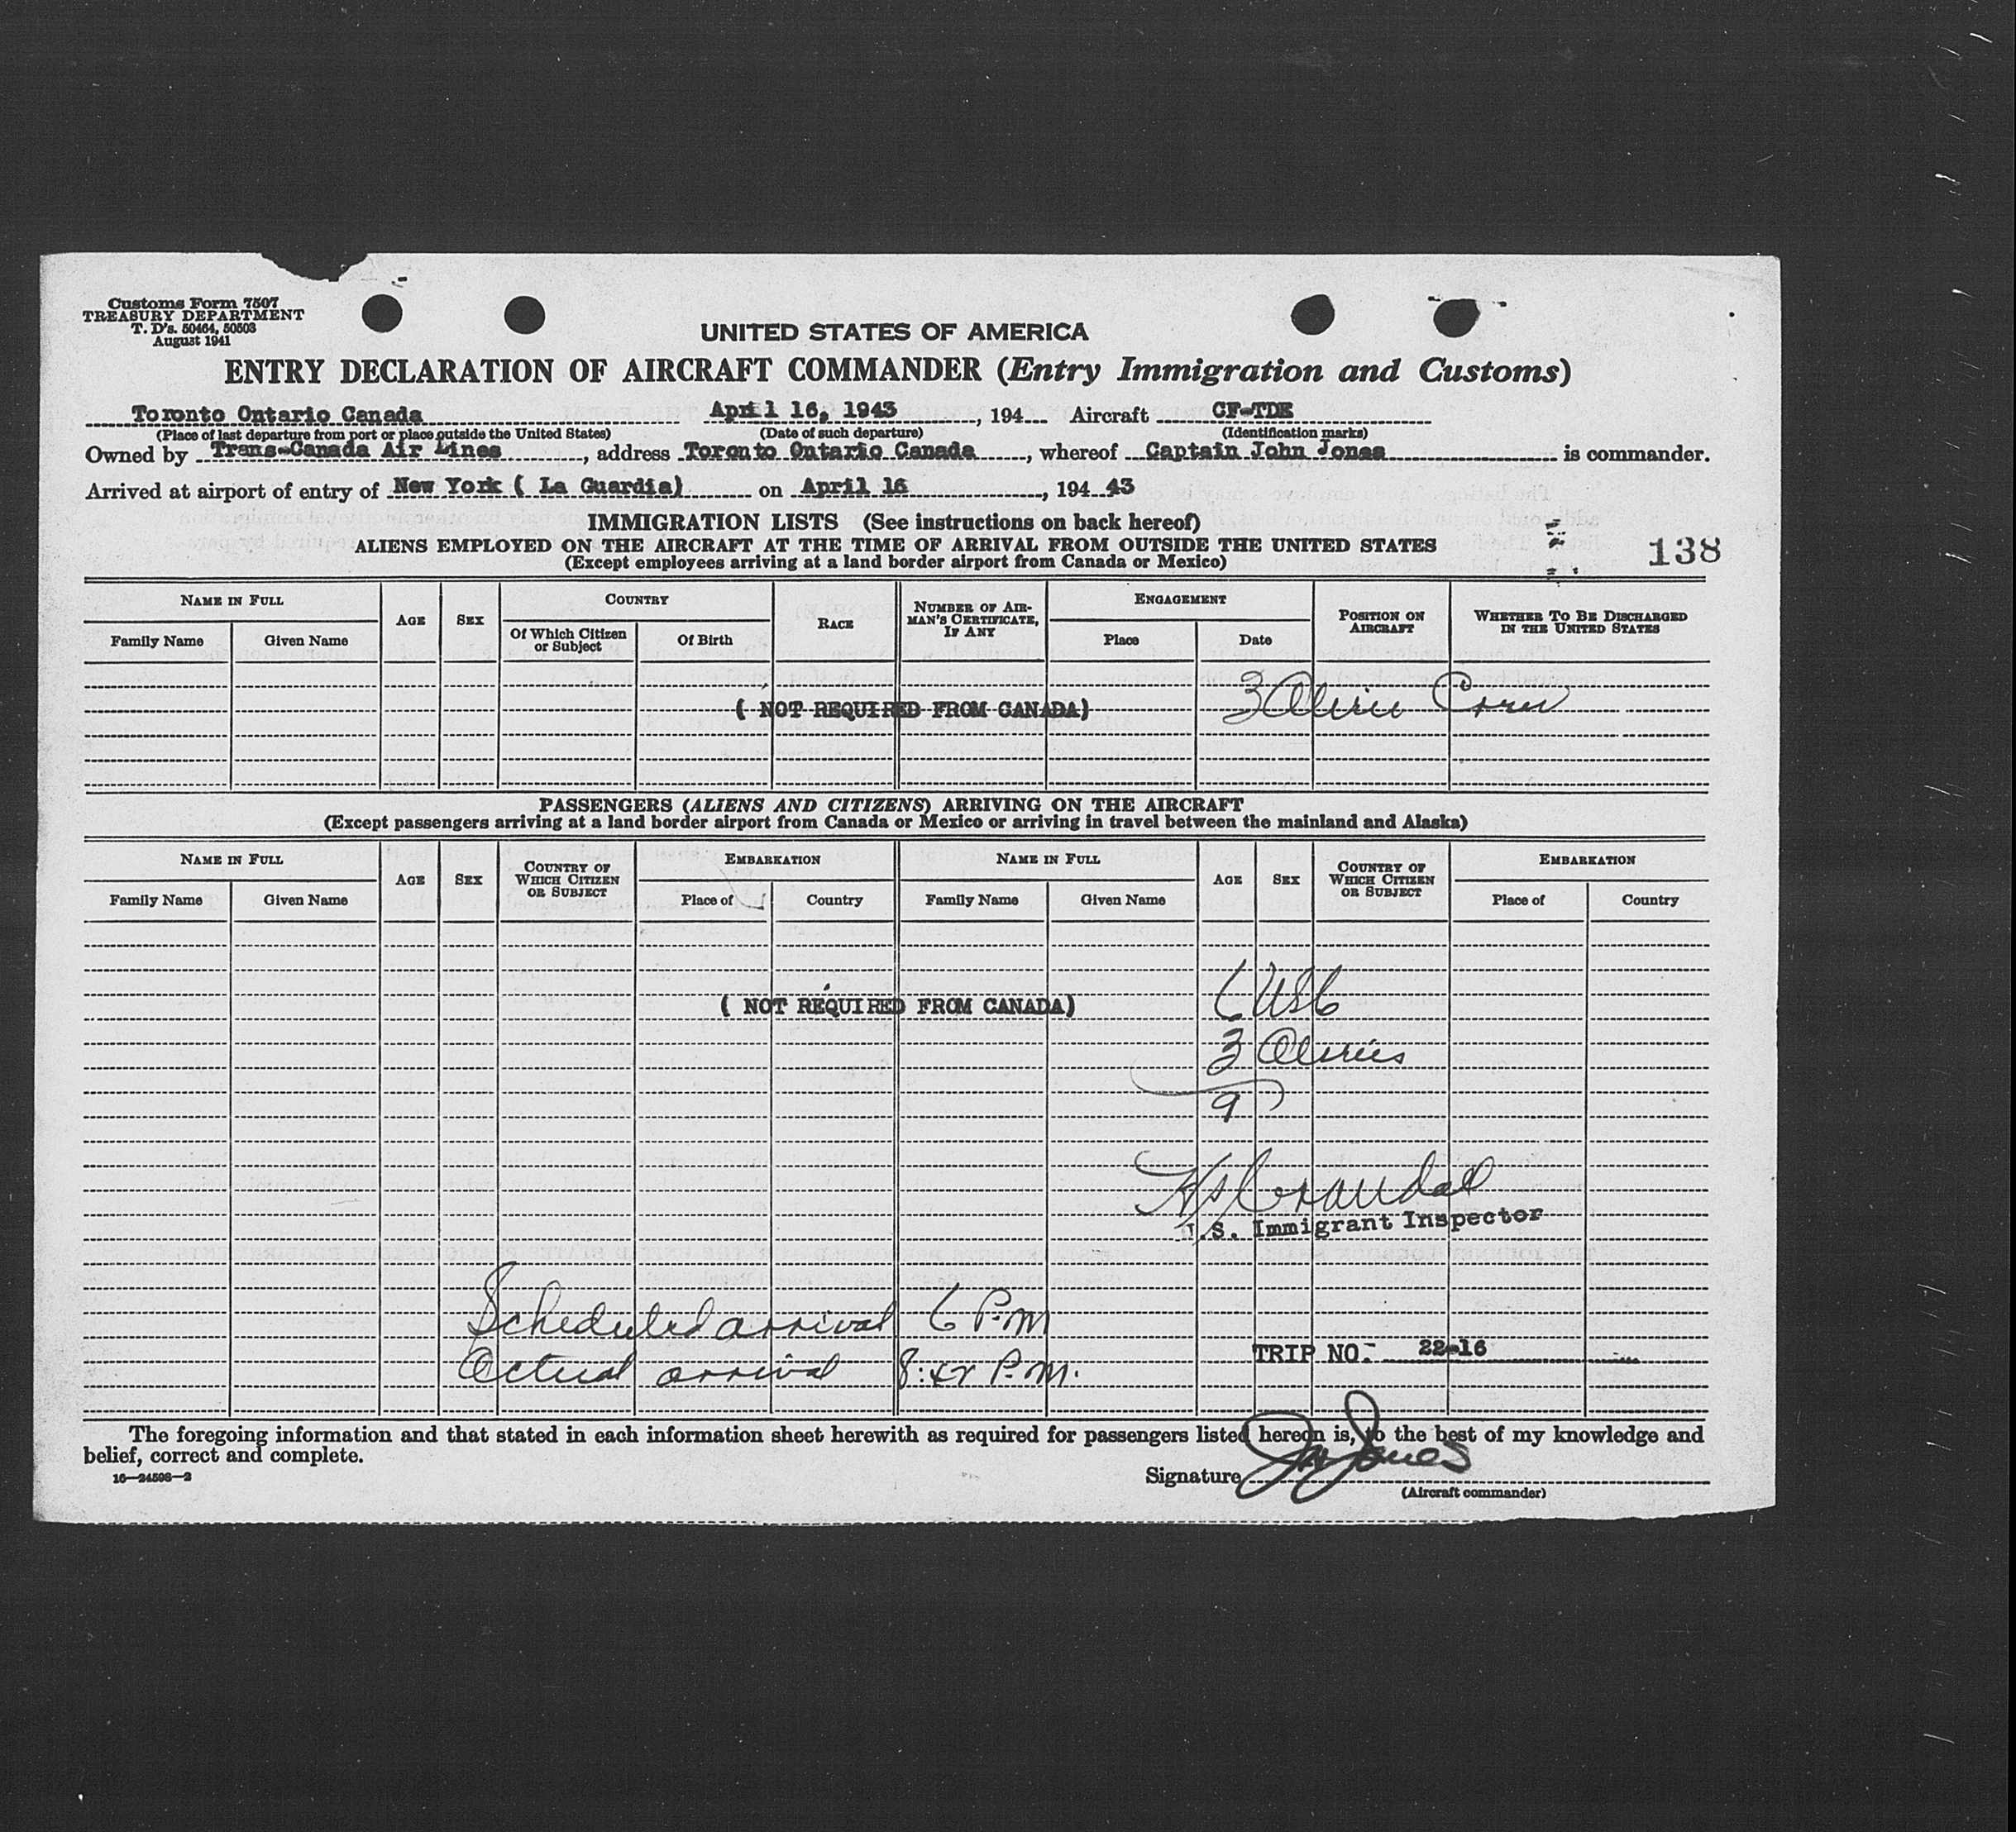 Customs Form 7507
TREASURY DEPARTMENT
T. D's. 50464, 50503
August 1941
UNITED STATES OF AMERICA
ENTRY DECLARATION OF AIRCRAFT COMMANDER (Entry Immigration and Customs)
Toronto Ontario Canada April 16, 1943, 194 Aircraft CF-TDE
(Place of last departure from port or place outside the United States) (Date of such departure) (Identification marks)
Owned by Trans-Canada Air Lines, address Toronto Ontario Canada, whereof Captain John Jones is commander.
Arrived at airport of entry of New York ( La Guardia) on April 16, 194 43
IMMIGRATION LISTS (See instructions on back hereof)
ALIENS EMPLOYED ON THE AIRCRAFT AT THE TIME OF ARRIVAL FROM OUTSIDE THE UNITED STATES
138
(Except employees arriving at a land border airport from Canada or Mexico)
NAME IN FULL AGE SEX COUNTRY RACE NUMBER OF AIRMAN'S CERTIFICATE, IF ANY ENGAGEMENT POSITION ON AIRCRAFT WHETHER TO BE DISCHARGED IN THE UNITED STATES
Family Name Given Name Of Which Citizen or Subject Of Birth Place Date
( NOT REQUIRED FROM CANADA) 3 Alien Crew
PASSENGERS (ALIENS AND CITIZENS) ARRIVING ON THE AIRCRAFT
(Except passengers arriving at a land border airport from Canada or Mexico or arriving in travel between the mainland and Alaska)
NAME IN FULL AGE SEX COUNTRY OF WHICH CITIZEN OR SUBJECT EMBARKATION NAME IN FULL AGE SEX COUNTRY OF WHICH CITIZEN OR SUBJECT EMBARKATION
Family Name Given Name Place of Country Family Name Given Name Place of Country
( NOT REQUIRED FROM CANADA) 6 USC
3 Aliens
9
Crandall
U.S. Immigrant Inspector
Scheduled arrival 6 P.M
TRIP NO. 22-16
Actual arrival P.M.
The foregoing information and that stated in each information sheet herewith as required for passengers listed hereon is, to the best of my knowledge and
belief, correct and complete.
16—24598—2
Signature Jn Jones
(Aircraft commander)